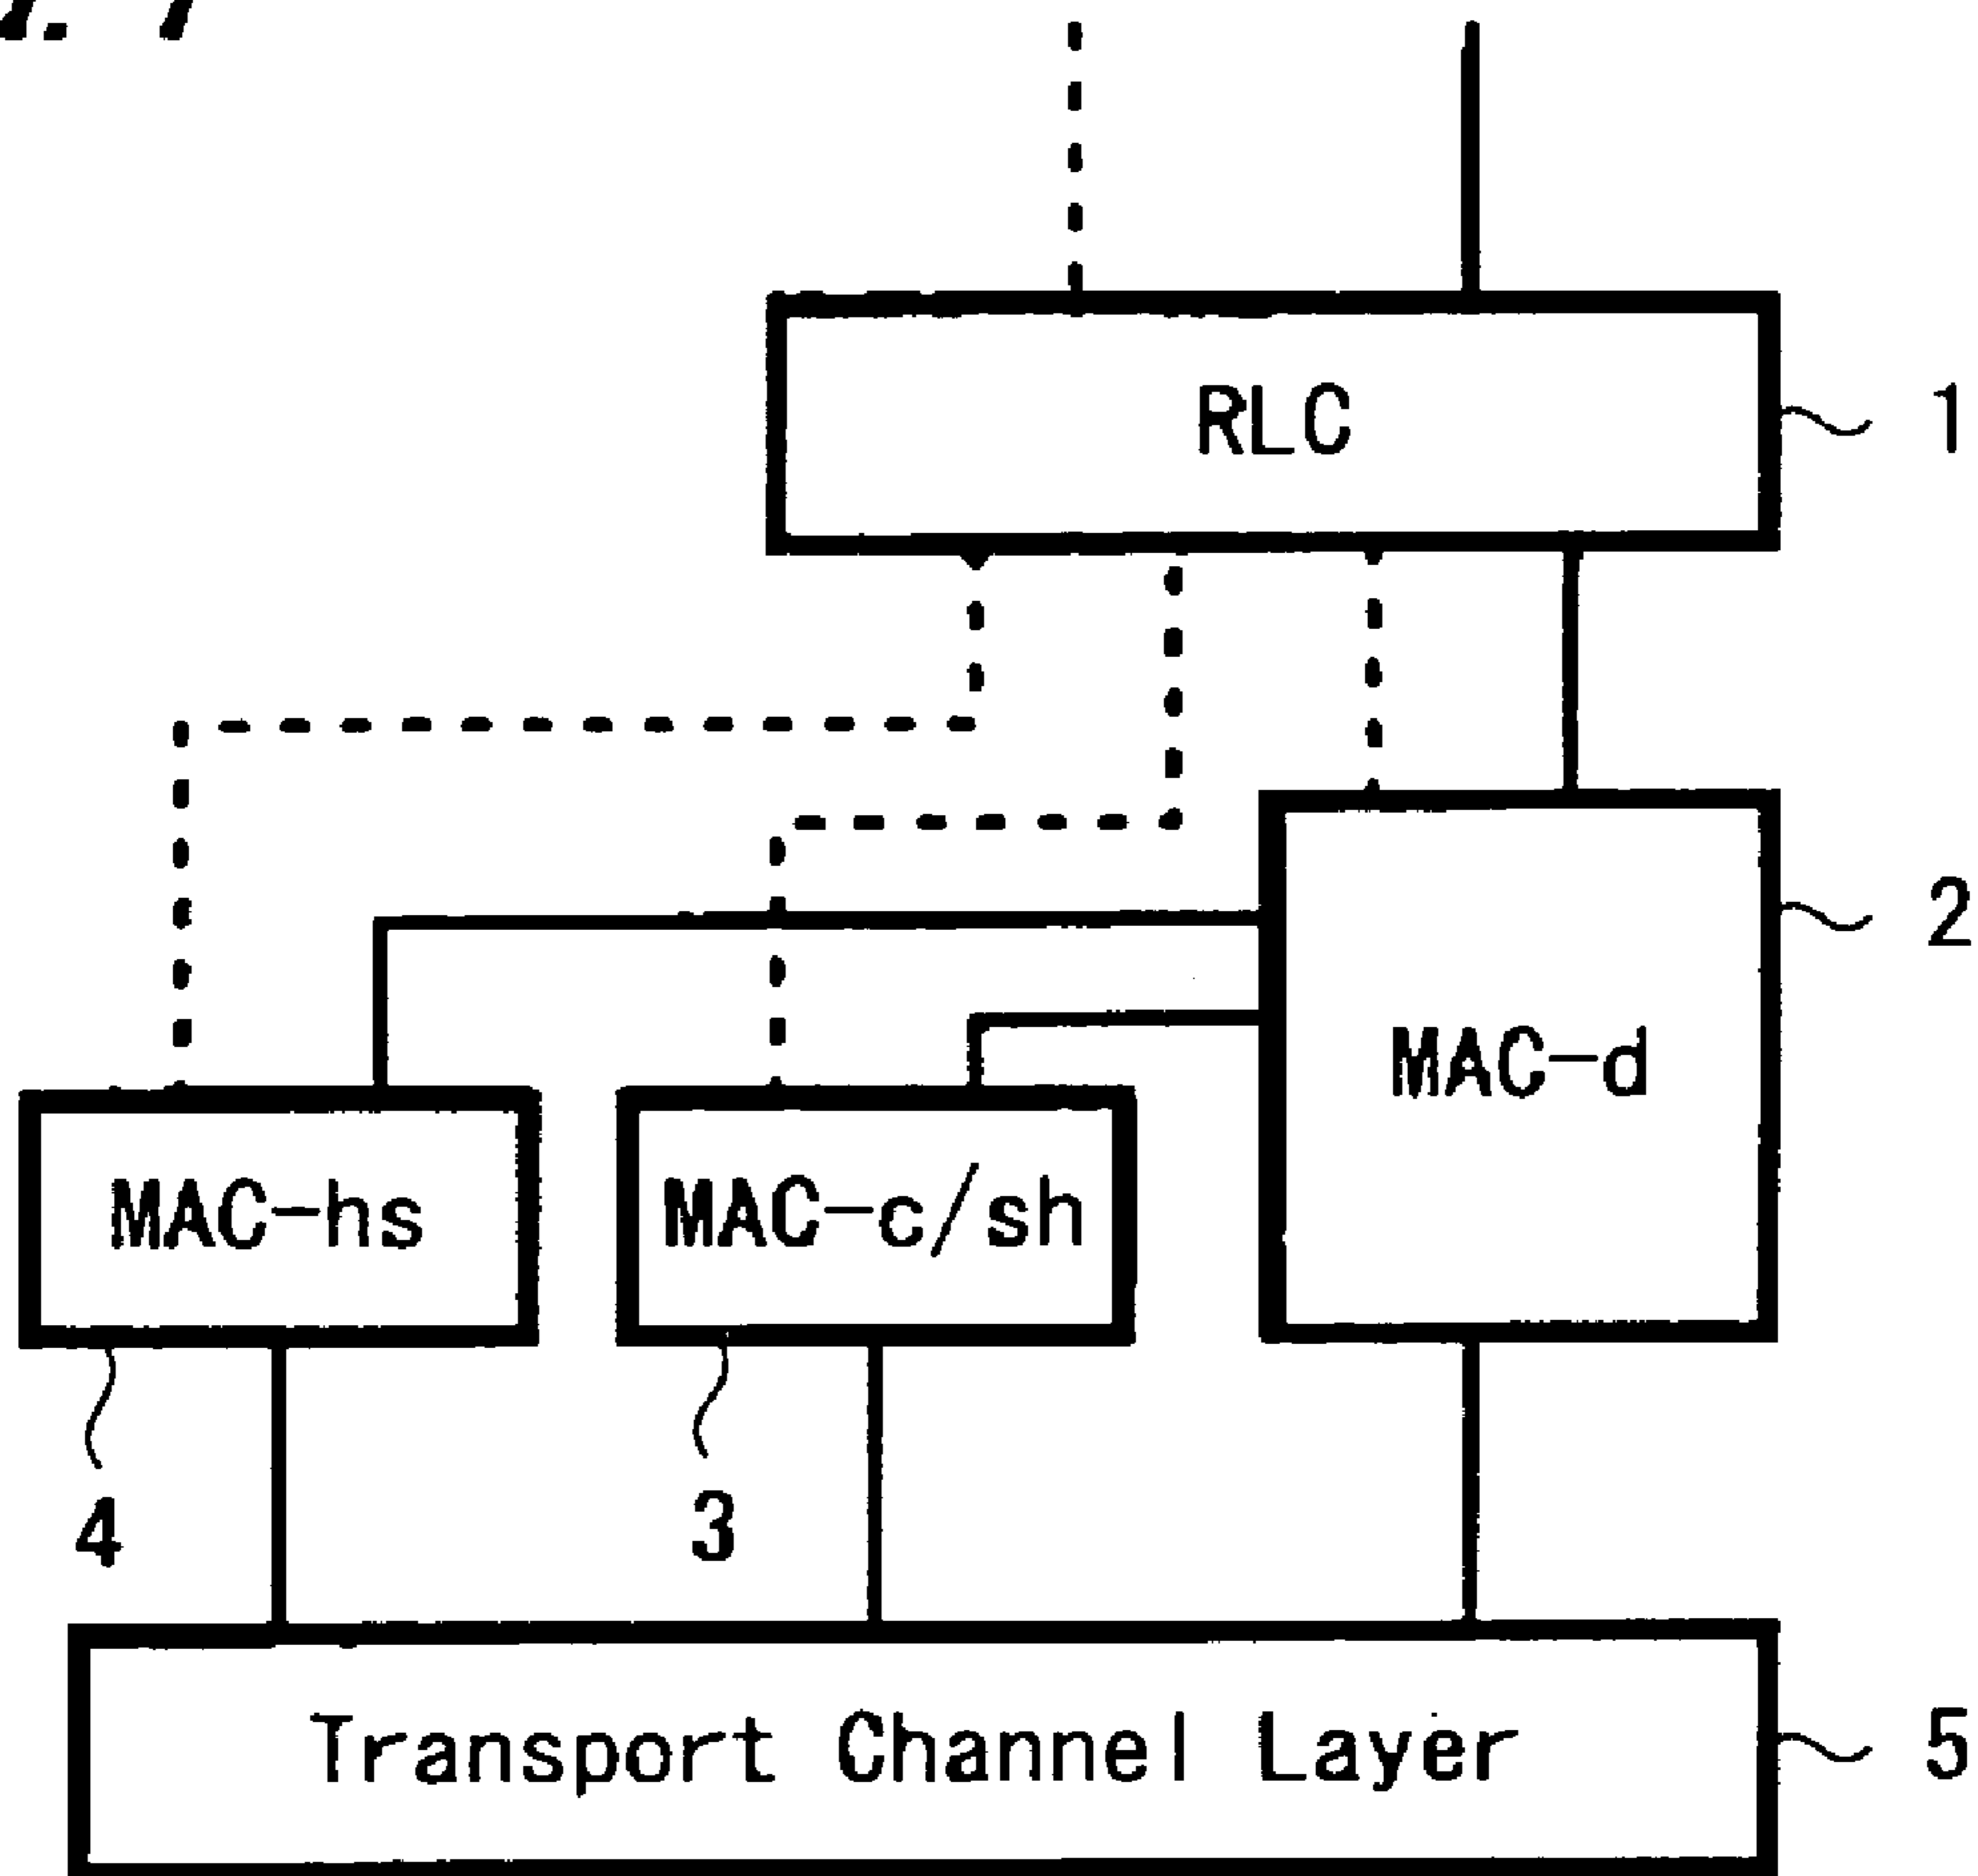 RLC
1
2
MAC-d
MAC-hs
MAC-c/sh
4
3
Transport Channel Layer
5